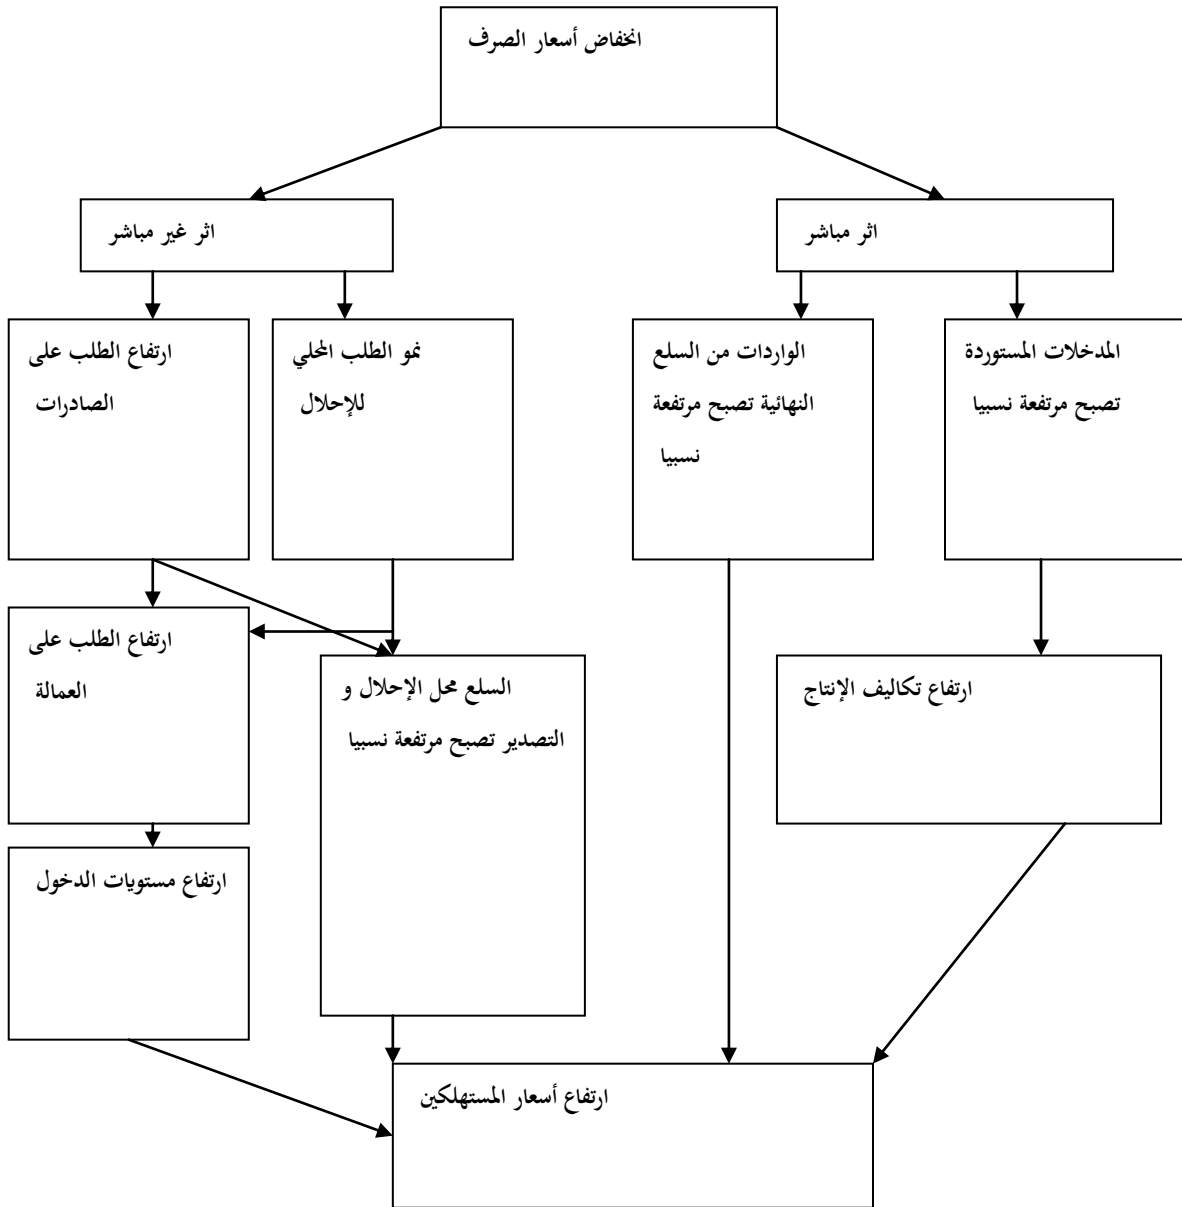 انخفاض أسعار الصرف
اثر مباشر
اثر غير مباشر
المدخلات المستوردة
تصبح مرتفعة نسبيا
الواردات من السلع
النهائية تصبح مرتفعة
نسبيا
نمو الطلب المحلي
للإحلال
ارتفاع الطلب على
الصادرات
ارتفاع تكاليف الإنتاج
السلع محل الإحلال و
التصدير تصبح مرتفعة نسبيا
ارتفاع الطلب على
العمالة
ارتفاع مستويات الدخول
ارتفاع أسعار المستهلكين